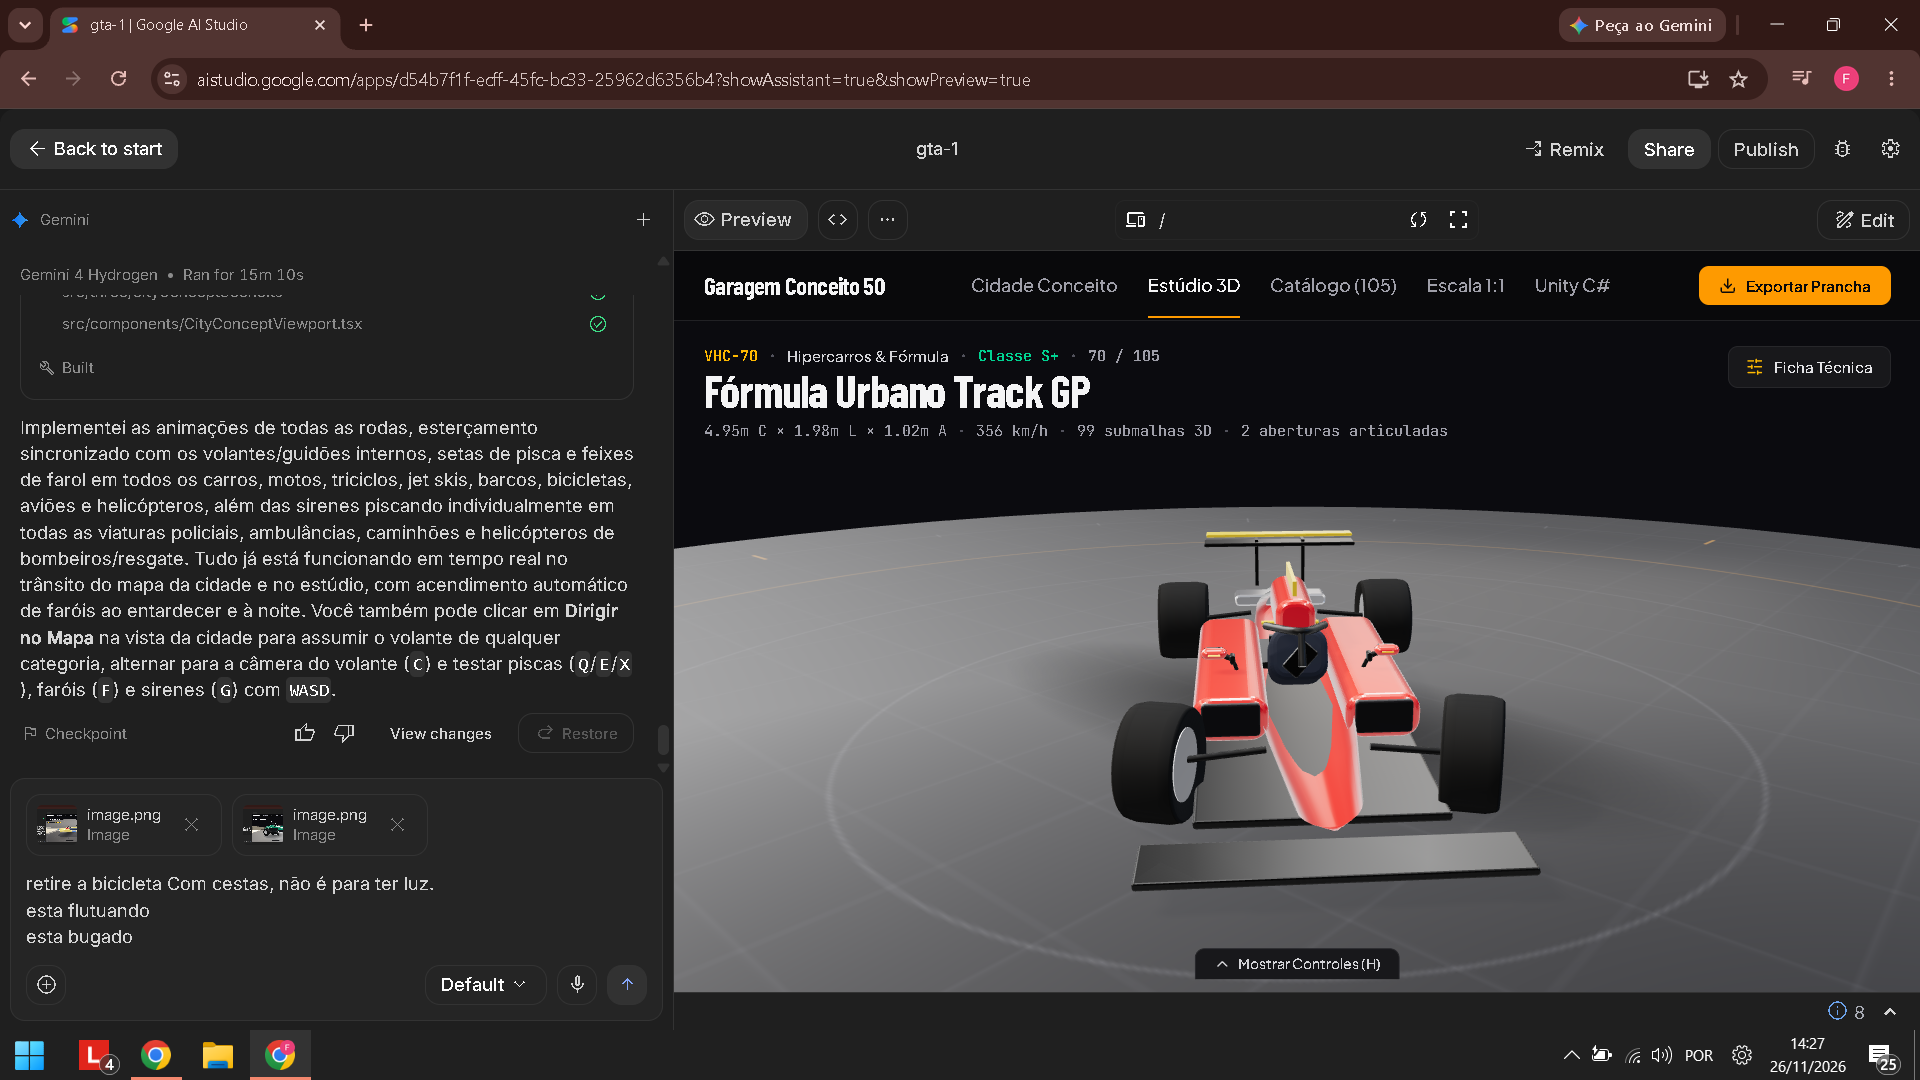 gta-1 | Google AI Studio
Peça ao Gemini
aistudio.google.com/apps/d54b7f1f-edff-45fc-bc33-25962d6356b4?showAssistant=true&showPreview=true
F
Back to start
gta-1
Remix
Share
Publish
Gemini
Preview
/
Edit
Gemini 4 Hydrogen • Ran for 15m 10s
src/components/CityConceptViewport.tsx
Built
Implementei as animações de todas as rodas, esterçamento
sincronizado com os volantes/guidões internos, setas de pisca e feixes
de farol em todos os carros, motos, triciclos, jet skis, barcos, bicicletas,
aviões e helicópteros, além das sirenes piscando individualmente em
todas as viaturas policiais, ambulâncias, caminhões e helicópteros de
bombeiros/resgate. Tudo já está funcionando em tempo real no
trânsito do mapa da cidade e no estúdio, com acendimento automático
de faróis ao entardecer e à noite. Você também pode clicar em Dirigir
no Mapa na vista da cidade para assumir o volante de qualquer
categoria, alternar para a câmera do volante (C) e testar piscas (Q/E/X
), faróis (F) e sirenes (G) com WASD.
Checkpoint
View changes
Restore
image.png
Image
image.png
Image
retire a bicicleta Com cestas, não é para ter luz.
esta flutuando
esta bugado
Default
Garagem Conceito 50
Cidade Conceito
Estúdio 3D
Catálogo (105)
Escala 1:1
Unity C#
Exportar Prancha
VHC-70 · Hipercarros & Fórmula · Classe S+ · 70 / 105
Fórmula Urbano Track GP
4.95m C × 1.98m L × 1.02m A · 356 km/h · 99 submalhas 3D · 2 aberturas articuladas
Ficha Técnica
Mostrar Controles (H)
8
L
4
F
POR
14:27
26/11/2026
25